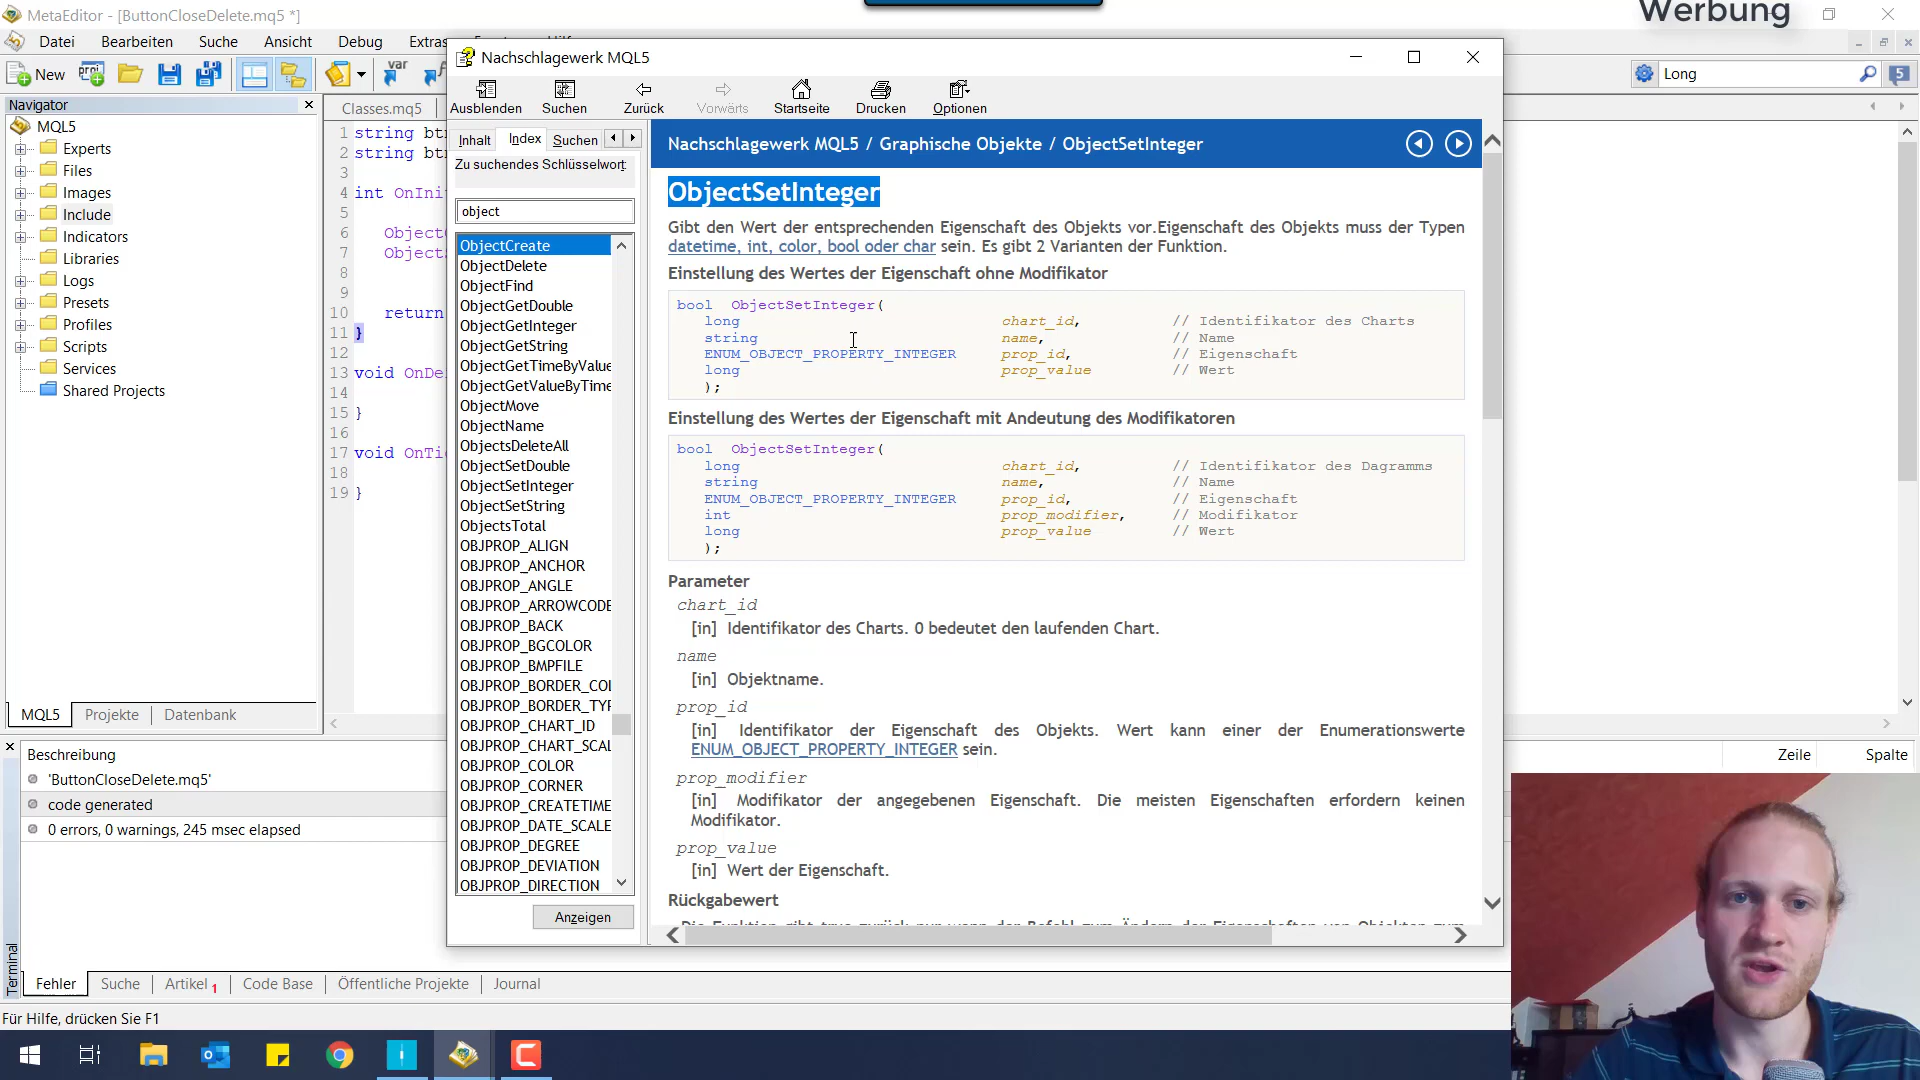 MetaEditor - [ButtonCloseDelete.mq5 *]
Werbung
Datei Bearbeiten Suche Ansicht Debug Extras
New
var
Long
5
Navigator
MQL5
Experts
Files
Images
Include
Indicators
Libraries
Logs
Presets
Profiles
Scripts
Services
Shared Projects
MQL5 Projekte Datenbank
Classes.mq5
1 string bt
2 string bt
3
4 int OnIni
5
6 Object
7 Object
8
9
10 return
11 }
12
13 void OnDe
14
15 }
16
17 void OnTi
18
19 }
Nachschlagewerk MQL5
Ausblenden Suchen Zurück Vorwärts Startseite Drucken Optionen
Inhalt Index Suchen
Zu suchendes Schlüsselwort:
object
ObjectCreate
ObjectDelete
ObjectFind
ObjectGetDouble
ObjectGetInteger
ObjectGetString
ObjectGetTimeByValue
ObjectGetValueByTime
ObjectMove
ObjectName
ObjectsDeleteAll
ObjectSetDouble
ObjectSetInteger
ObjectSetString
ObjectsTotal
OBJPROP_ALIGN
OBJPROP_ANCHOR
OBJPROP_ANGLE
OBJPROP_ARROWCODE
OBJPROP_BACK
OBJPROP_BGCOLOR
OBJPROP_BMPFILE
OBJPROP_BORDER_COL
OBJPROP_BORDER_TYP
OBJPROP_CHART_ID
OBJPROP_CHART_SCAL
OBJPROP_COLOR
OBJPROP_CORNER
OBJPROP_CREATETIME
OBJPROP_DATE_SCALE
OBJPROP_DEGREE
OBJPROP_DEVIATION
OBJPROP_DIRECTION
Anzeigen
Nachschlagewerk MQL5 / Graphische Objekte / ObjectSetInteger
ObjectSetInteger
Gibt den Wert der entsprechenden Eigenschaft des Objekts vor.Eigenschaft des Objekts muss der Typen
datetime, int, color, bool oder char sein. Es gibt 2 Varianten der Funktion.
Einstellung des Wertes der Eigenschaft ohne Modifikator
bool ObjectSetInteger(
long chart_id, // Identifikator des Charts
string name, // Name
ENUM_OBJECT_PROPERTY_INTEGER prop_id, // Eigenschaft
long prop_value // Wert
);
Einstellung des Wertes der Eigenschaft mit Andeutung des Modifikatoren
bool ObjectSetInteger(
long chart_id, // Identifikator des Dagramms
string name, // Name
ENUM_OBJECT_PROPERTY_INTEGER prop_id, // Eigenschaft
int prop_modifier, // Modifikator
long prop_value // Wert
);
Parameter
chart_id
[in] Identifikator des Charts. 0 bedeutet den laufenden Chart.
name
[in] Objektname.
prop_id
[in] Identifikator der Eigenschaft des Objekts. Wert kann einer der Enumerationswerte
ENUM_OBJECT_PROPERTY_INTEGER sein.
prop_modifier
[in] Modifikator der angegebenen Eigenschaft. Die meisten Eigenschaften erfordern keinen
Modifikator.
prop_value
[in] Wert der Eigenschaft.
Rückgabewert
Beschreibung Zeile Spalte
'ButtonCloseDelete.mq5'
code generated
0 errors, 0 warnings, 245 msec elapsed
Terminal
Fehler Suche Artikel 1 Code Base Öffentliche Projekte Journal
Für Hilfe, drücken Sie F1